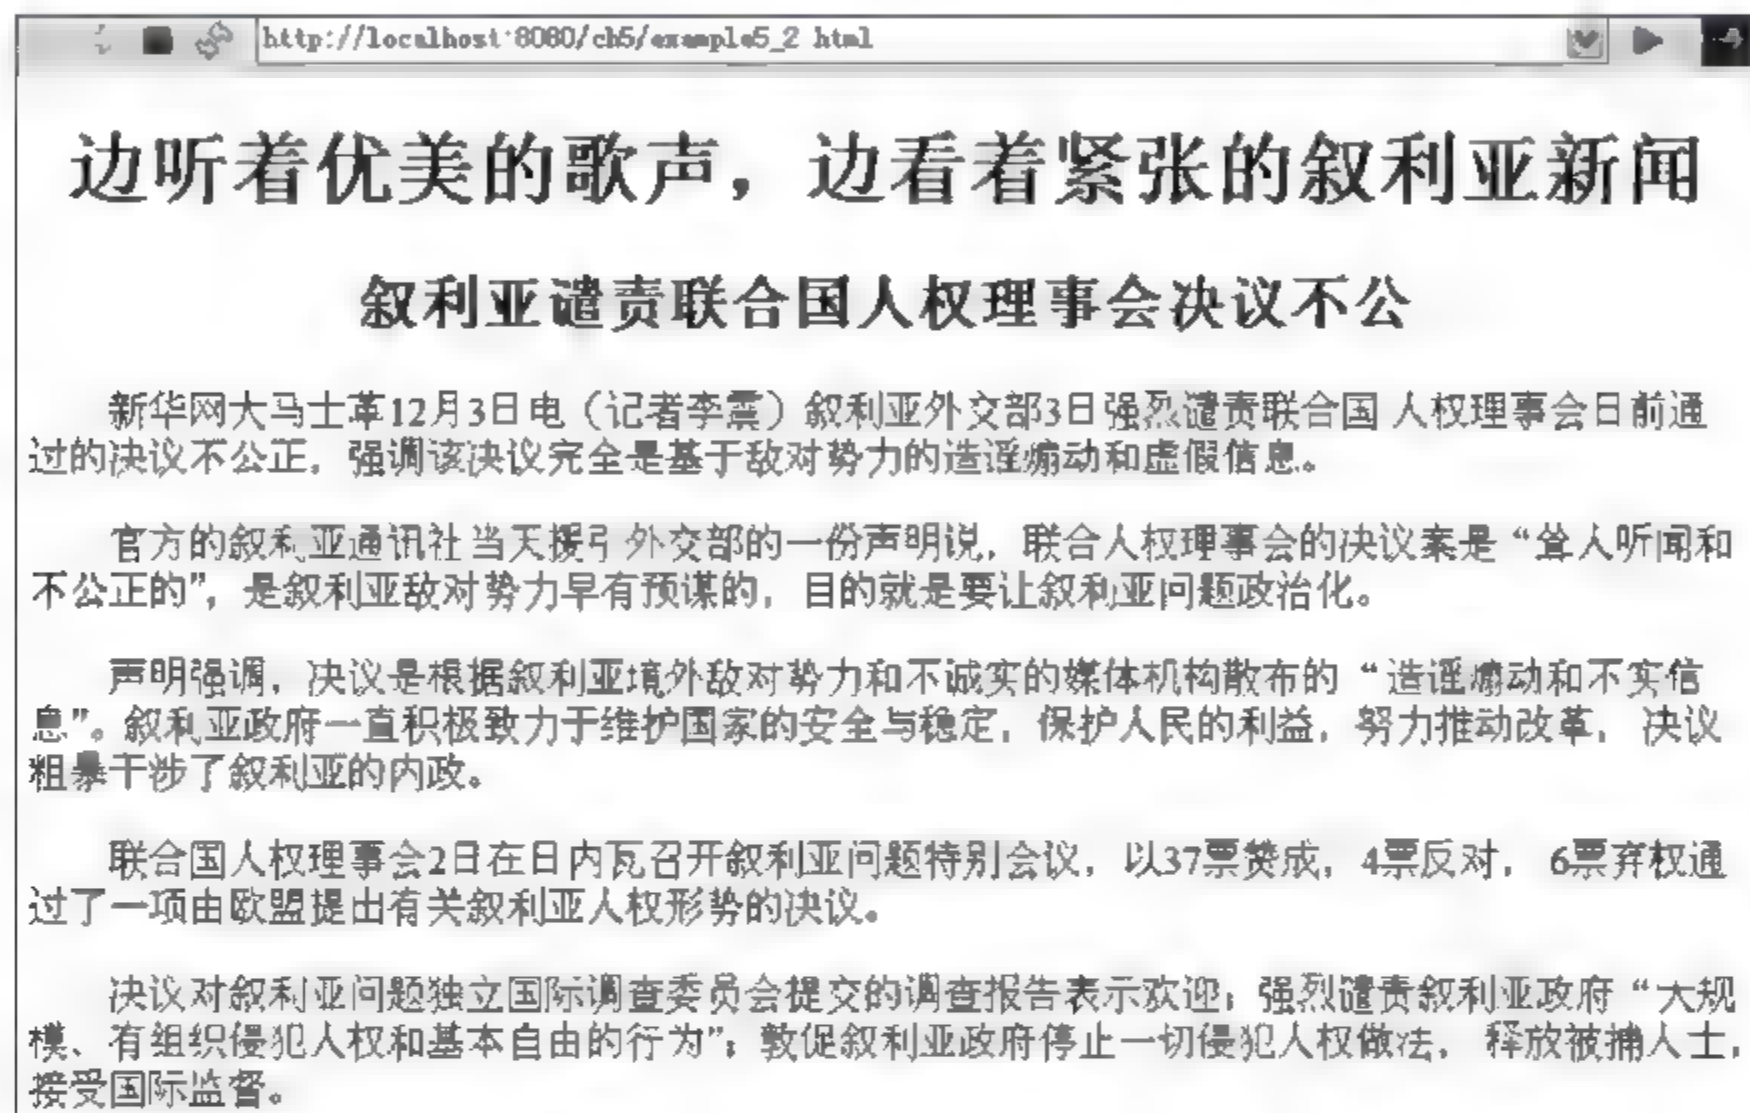 http://localhost:8080/ch5/example5_2 html
边听着优美的歌声，边看着紧张的叙利亚新闻
叙利亚谴责联合国人权理事会决议不公
新华网大马士革12月3日电（记者李震）叙利亚外交部3日强烈谴责联合国 人权理事会日前通
过的决议不公正，强调该决议完全是基于敌对势力的造谣煽动和虚假信息。
官方的叙利亚通讯社当天援引外交部的一份声明说，联合人权理事会的决议案是“耸人听闻和
不公正的”，是叙利亚敌对势力早有预谋的，目的就是要让叙利亚问题政治化。
声明强调，决议是根据叙利亚境外敌对势力和不诚实的媒体机构散布的“造谣煽动和不实信
息”。叙利亚政府一直积极致力于维护国家的安全与稳定，保护人民的利益，努力推动改革，决议
粗暴干涉了叙利亚的内政。
联合国人权理事会2日在日内瓦召开叙利亚问题特别会议，以37票赞成，4票反对，6票弃权通
过了一项由欧盟提出有关叙利亚人权形势的决议。
决议对叙利亚问题独立国际调查委员会提交的调查报告表示欢迎；强烈谴责叙利亚政府“大规
模、有组织侵犯人权和基本自由的行为”；敦促叙利亚政府停止一切侵犯人权做法，释放被捕人士，
接受国际监督。